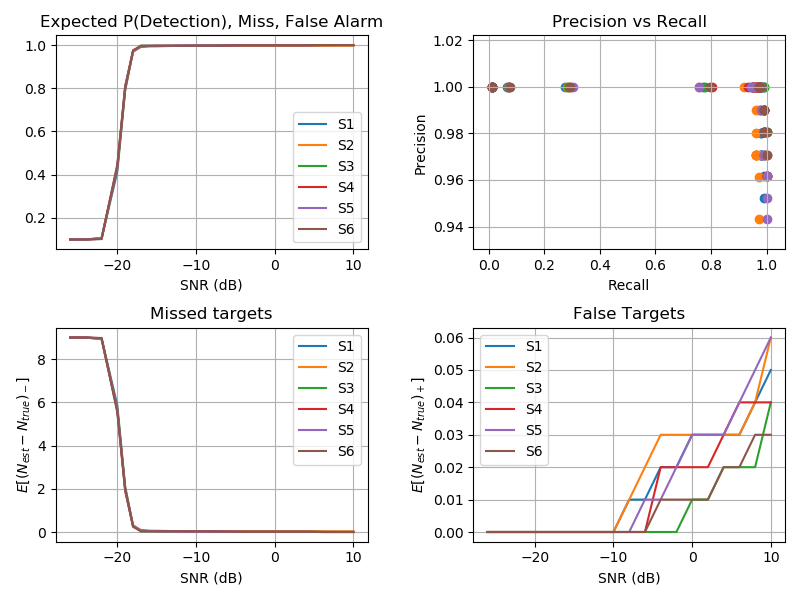 Expected P(Detection), Miss, False Alarm
1.0
0.8
0.6
0.4
0.2
−20
−10
0
10
SNR (dB)
S1
S2
S3
S4
S5
S6
Precision vs Recall
Precision
1.02
1.00
0.98
0.96
0.94
0.0
0.2
0.4
0.6
0.8
1.0
Recall
Missed targets
E[(N_est − N_true)_−]
8
6
4
2
0
−20
−10
0
10
SNR (dB)
S1
S2
S3
S4
S5
S6
False Targets
E[(N_est − N_true)_+]
0.06
0.05
0.04
0.03
0.02
0.01
0.00
−20
−10
0
10
SNR (dB)
S1
S2
S3
S4
S5
S6